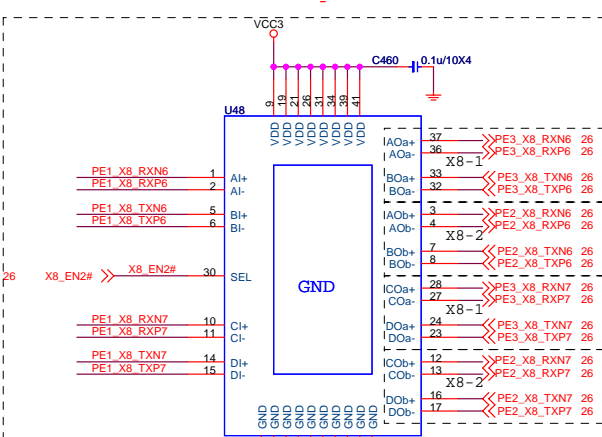 VCC3
C460 0.1u/10X4
9 19 21 26 31 34 39 41
U48
VDD VDD VDD VDD VDD VDD VDD VDD
PE1_X8_RXN6 1 AI+
PE1_X8_RXP6 2 AI-
PE1_X8_TXN6 5 BI+
PE1_X8_TXP6 6 BI-
26 X8_EN2# X8_EN2# 30 SEL
PE1_X8_RXN7 10 CI+
PE1_X8_RXP7 11 CI-
PE1_X8_TXN7 14 DI+
PE1_X8_TXP7 15 DI-
GND
AOa+ 37 PE3_X8_RXN6 26
AOa- 36 PE3_X8_RXP6 26
X8-1
BOa+ 33 PE3_X8_TXN6 26
BOa- 32 PE3_X8_TXP6 26
AOb+ 3 PE2_X8_RXN6 26
AOb- 4 PE2_X8_RXP6 26
X8-2
BOb+ 7 PE2_X8_TXN6 26
BOb- 8 PE2_X8_TXP6 26
COa+ 28 PE3_X8_RXN7 26
COa- 27 PE3_X8_RXP7 26
X8-1
DOa+ 24 PE3_X8_TXN7 26
DOa- 23 PE3_X8_TXP7 26
COb+ 12 PE2_X8_RXN7 26
COb- 13 PE2_X8_RXP7 26
X8-2
DOb+ 16 PE2_X8_TXN7 26
DOb- 17 PE2_X8_TXP7 26
GND GND GND GND GND GND GND GND GND GND